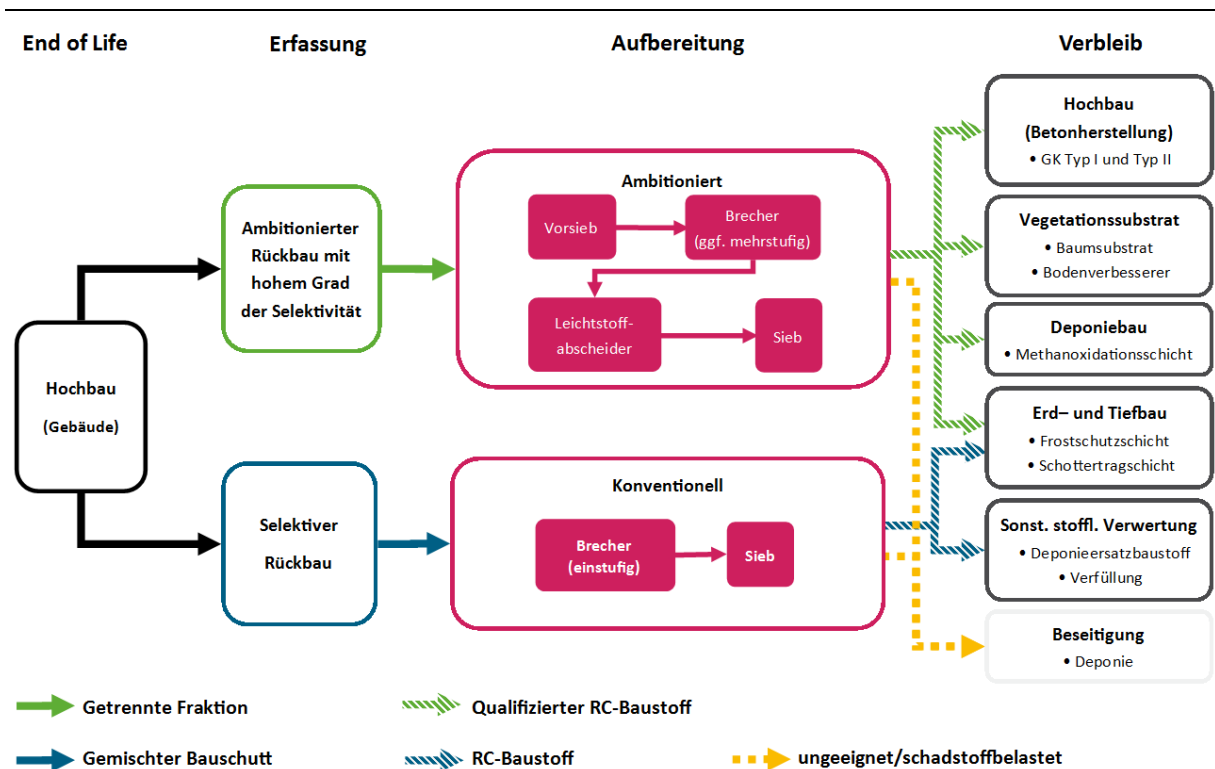 End of Life
Erfassung
Aufbereitung
Verbleib
Hochbau
(Gebäude)
Ambitionierter
Rückbau mit
hohem Grad
der Selektivität
Selektiver
Rückbau
Ambitioniert
Vorsieb
Brecher
(ggf. mehrstufig)
Leichtstoff-
abscheider
Sieb
Konventionell
Brecher
(einstufig)
Sieb
Hochbau
(Betonherstellung)
• GK Typ I und Typ II
Vegetationssubstrat
• Baumsubstrat
• Bodenverbesserer
Deponiebau
• Methanoxidationsschicht
Erd– und Tiefbau
• Frostschutzschicht
• Schottertragschicht
Sonst. stoffl. Verwertung
• Deponieersatzbaustoff
• Verfüllung
Beseitigung
• Deponie
Getrennte Fraktion
Qualifizierter RC-Baustoff
Gemischter Bauschutt
RC-Baustoff
ungeeignet/schadstoffbelastet